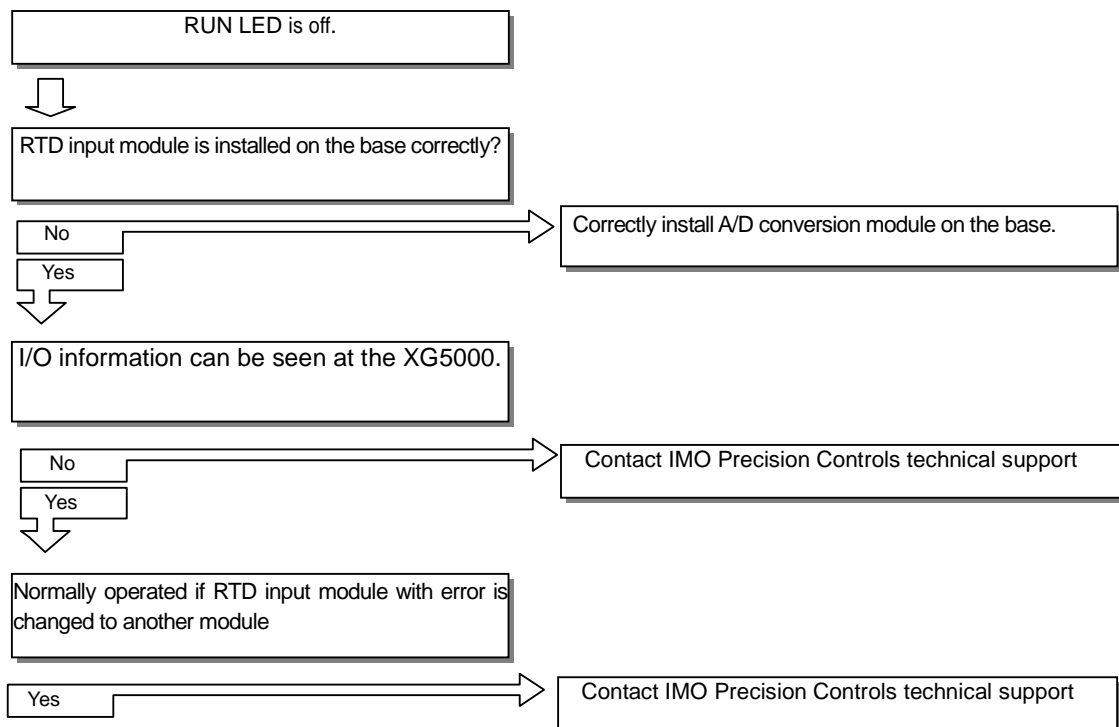 RUN LED is off.
RTD input module is installed on the base correctly?
No
Correctly install A/D conversion module on the base.
Yes
I/O information can be seen at the XG5000.
No
Contact IMO Precision Controls technical support
Yes
Normally operated if RTD input module with error is
changed to another module
Yes
Contact IMO Precision Controls technical support